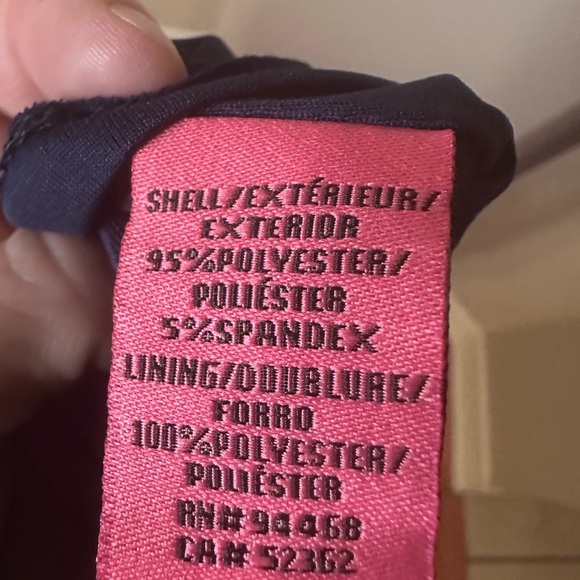 SHELL/EXTÉRIEUR/
EXTERIOR
95%POLYESTER/
POLIÉSTER
5%SPANDEX
LINING/DOUBLURE/
FORRO
100%POLYESTER/
POLIÉSTER
RN# 94468
CA# 52362